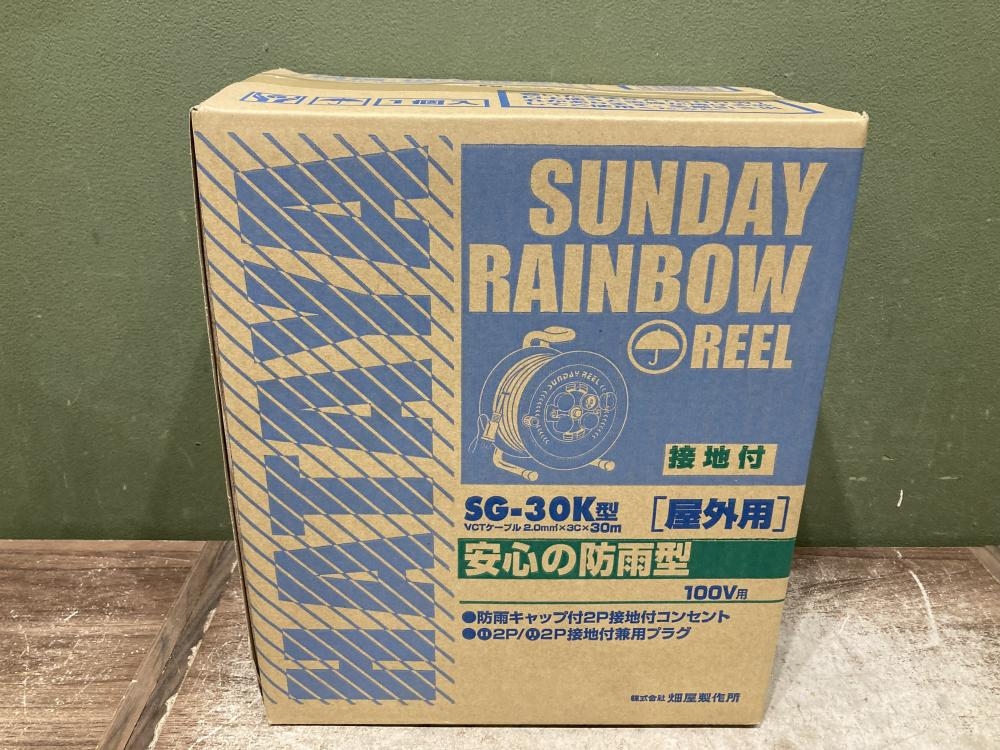 1個入
HATAYA
SUNDAY
RAINBOW
REEL
SUNDAY REEL
接地付
SG-30K型
[屋外用]
VCTケーブル 2.0mm²×3C×30m
安心の防雨型
100V用
●防雨キャップ付2P接地付コンセント
2P/
2P接地付兼用プラグ
株式会社 畑屋製作所